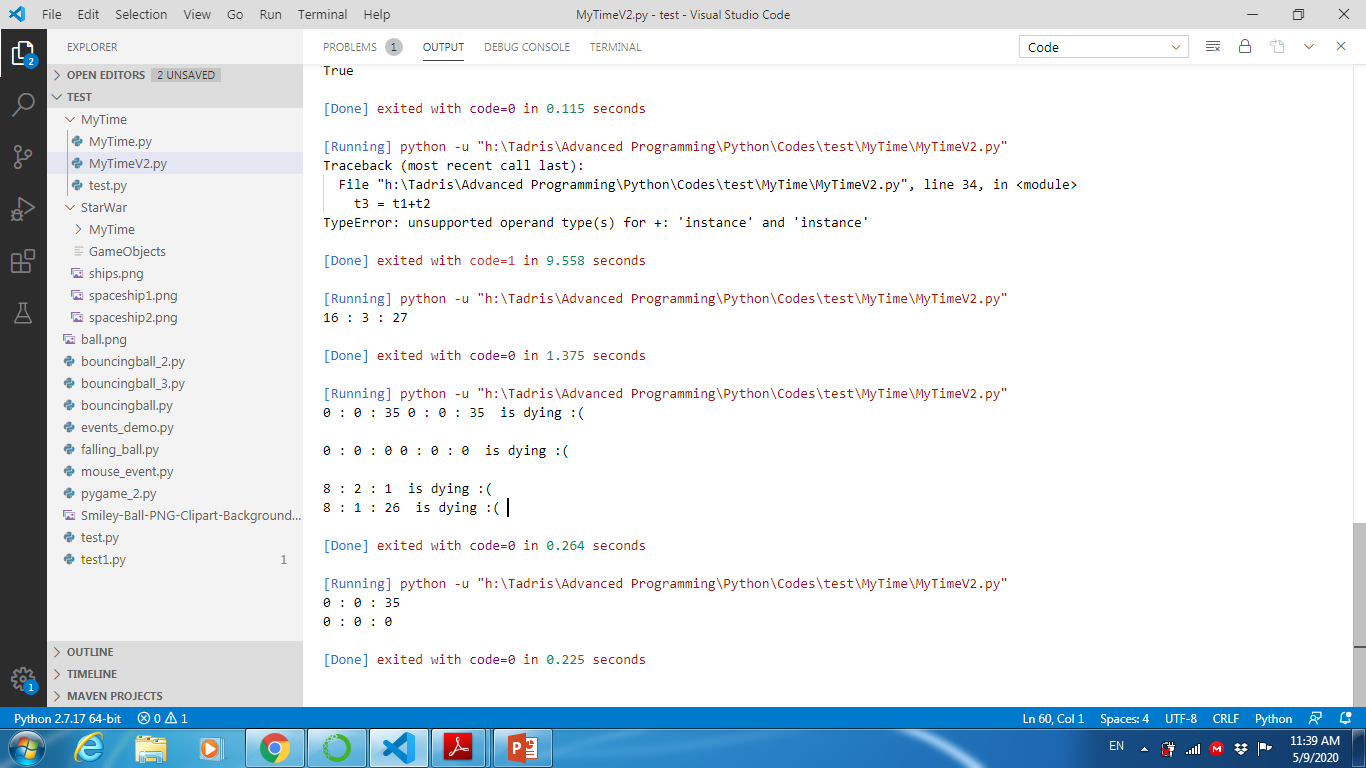 File Edit Selection View Go Run Terminal Help MyTimeV2.py - test - Visual Studio Code
2
1
EXPLORER
OPEN EDITORS 2 UNSAVED
TEST
MyTime
MyTime.py
MyTimeV2.py
test.py
StarWar
MyTime
GameObjects
ships.png
spaceship1.png
spaceship2.png
ball.png
bouncingball_2.py
bouncingball_3.py
bouncingball.py
events_demo.py
falling_ball.py
mouse_event.py
pygame_2.py
Smiley-Ball-PNG-Clipart-Background...
test.py
test1.py 1
OUTLINE
TIMELINE
MAVEN PROJECTS
PROBLEMS 1 OUTPUT DEBUG CONSOLE TERMINAL Code
True
[Done] exited with code=0 in 0.115 seconds
[Running] python -u "h:\Tadris\Advanced Programming\Python\Codes\test\MyTime\MyTimeV2.py"
Traceback (most recent call last):
File "h:\Tadris\Advanced Programming\Python\Codes\test\MyTime\MyTimeV2.py", line 34, in <module>
t3 = t1+t2
TypeError: unsupported operand type(s) for +: 'instance' and 'instance'
[Done] exited with code=1 in 9.558 seconds
[Running] python -u "h:\Tadris\Advanced Programming\Python\Codes\test\MyTime\MyTimeV2.py"
16 : 3 : 27
[Done] exited with code=0 in 1.375 seconds
[Running] python -u "h:\Tadris\Advanced Programming\Python\Codes\test\MyTime\MyTimeV2.py"
0 : 0 : 35 0 : 0 : 35  is dying :(
0 : 0 : 0 0 : 0 : 0  is dying :(
8 : 2 : 1  is dying :(
8 : 1 : 26  is dying :(
[Done] exited with code=0 in 0.264 seconds
[Running] python -u "h:\Tadris\Advanced Programming\Python\Codes\test\MyTime\MyTimeV2.py"
0 : 0 : 35
0 : 0 : 0
[Done] exited with code=0 in 0.225 seconds
Python 2.7.17 64-bit 0 1 Ln 60, Col 1 Spaces: 4 UTF-8 CRLF Python
EN 11:39 AM
5/9/2020